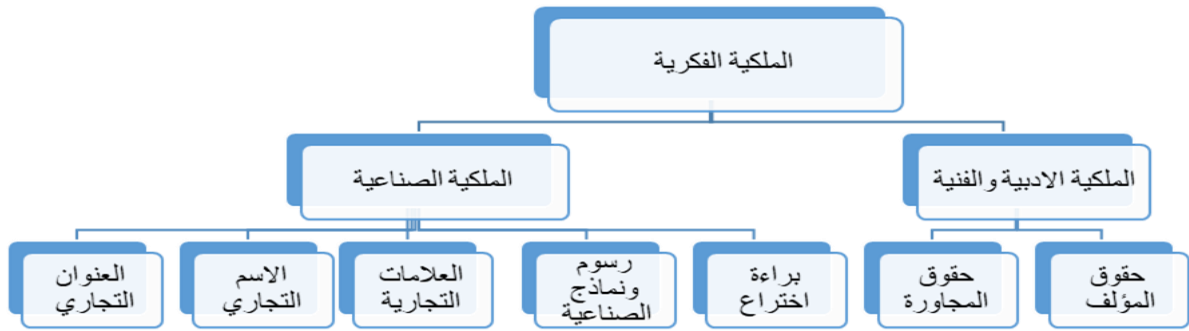 الملكية الفكرية
الملكية الادبية والفنية
الملكية الصناعية
حقوق
المؤلف
حقوق
المجاورة
براءة
اختراع
رسوم
ونماذج
الصناعية
العلامات
التجارية
الاسم
التجاري
العنوان
التجاري